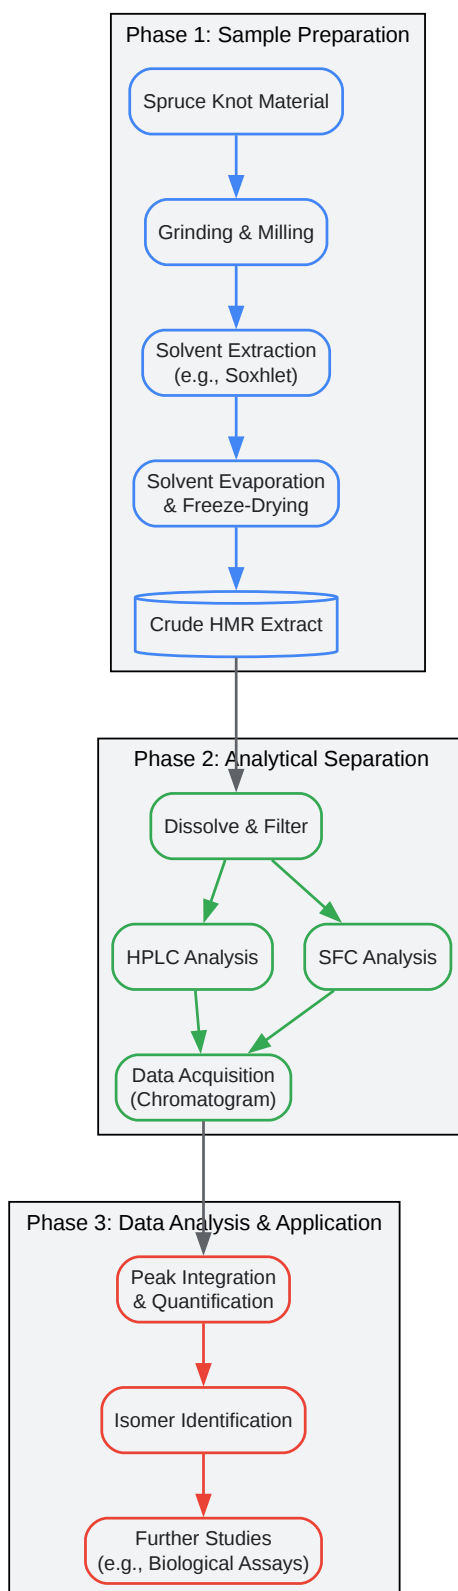 Phase 1: Sample Preparation
Spruce Knot Material
Grinding & Milling
Solvent Extraction
(e.g., Soxhlet)
Solvent Evaporation
& Freeze-Drying
Crude HMR Extract
Phase 2: Analytical Separation
Dissolve & Filter
HPLC Analysis
SFC Analysis
Data Acquisition
(Chromatogram)
Phase 3: Data Analysis & Application
Peak Integration
& Quantification
Isomer Identification
Further Studies
(e.g., Biological Assays)